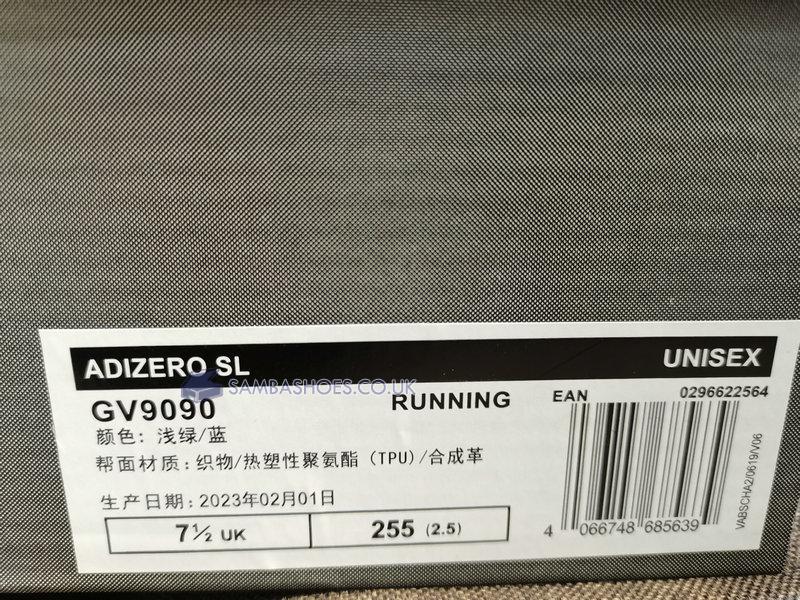 ADIZERO SL UNISEX
SAMBASHOES.CO.UK
GV9090 RUNNING EAN 0296622564
颜色: 浅绿/蓝
帮面材质: 织物/热塑性聚氨酯 (TPU)/合成革
生产日期: 2023年02月01日
7½ UK 255 (2.5)
4 066748 685639
VABSCHA2/0619/V06